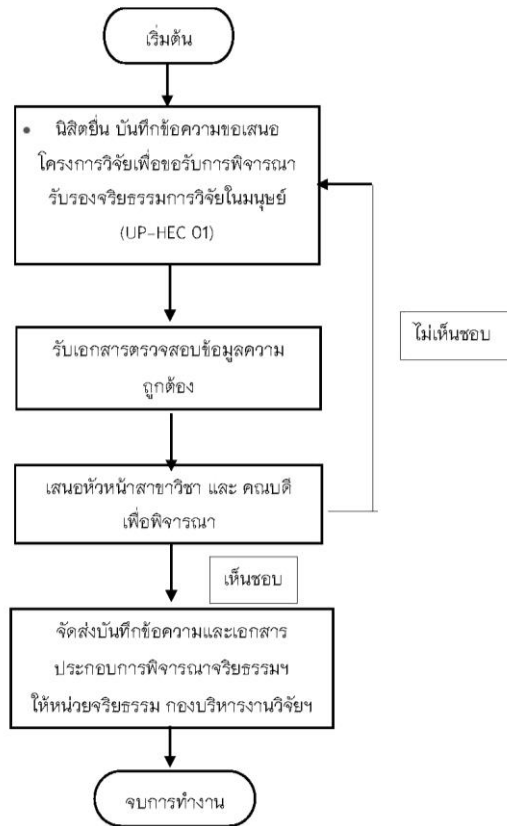 เริ่มต้น
• นิสิตยื่น บันทึกข้อความขอเสนอ
โครงการวิจัยเพื่อขอรับการพิจารณา
รับรองจริยธรรมการวิจัยในมนุษย์
(UP-HEC 01)
ไม่เห็นชอบ
รับเอกสารตรวจสอบข้อมูลความ
ถูกต้อง
เสนอหัวหน้าสาขาวิชา และ คณบดี
เพื่อพิจารณา
เห็นชอบ
จัดส่งบันทึกข้อความและเอกสาร
ประกอบการพิจารณาจริยธรรมฯ
ให้หน่วยจริยธรรม กองบริหารงานวิจัยฯ
จบการทำงาน